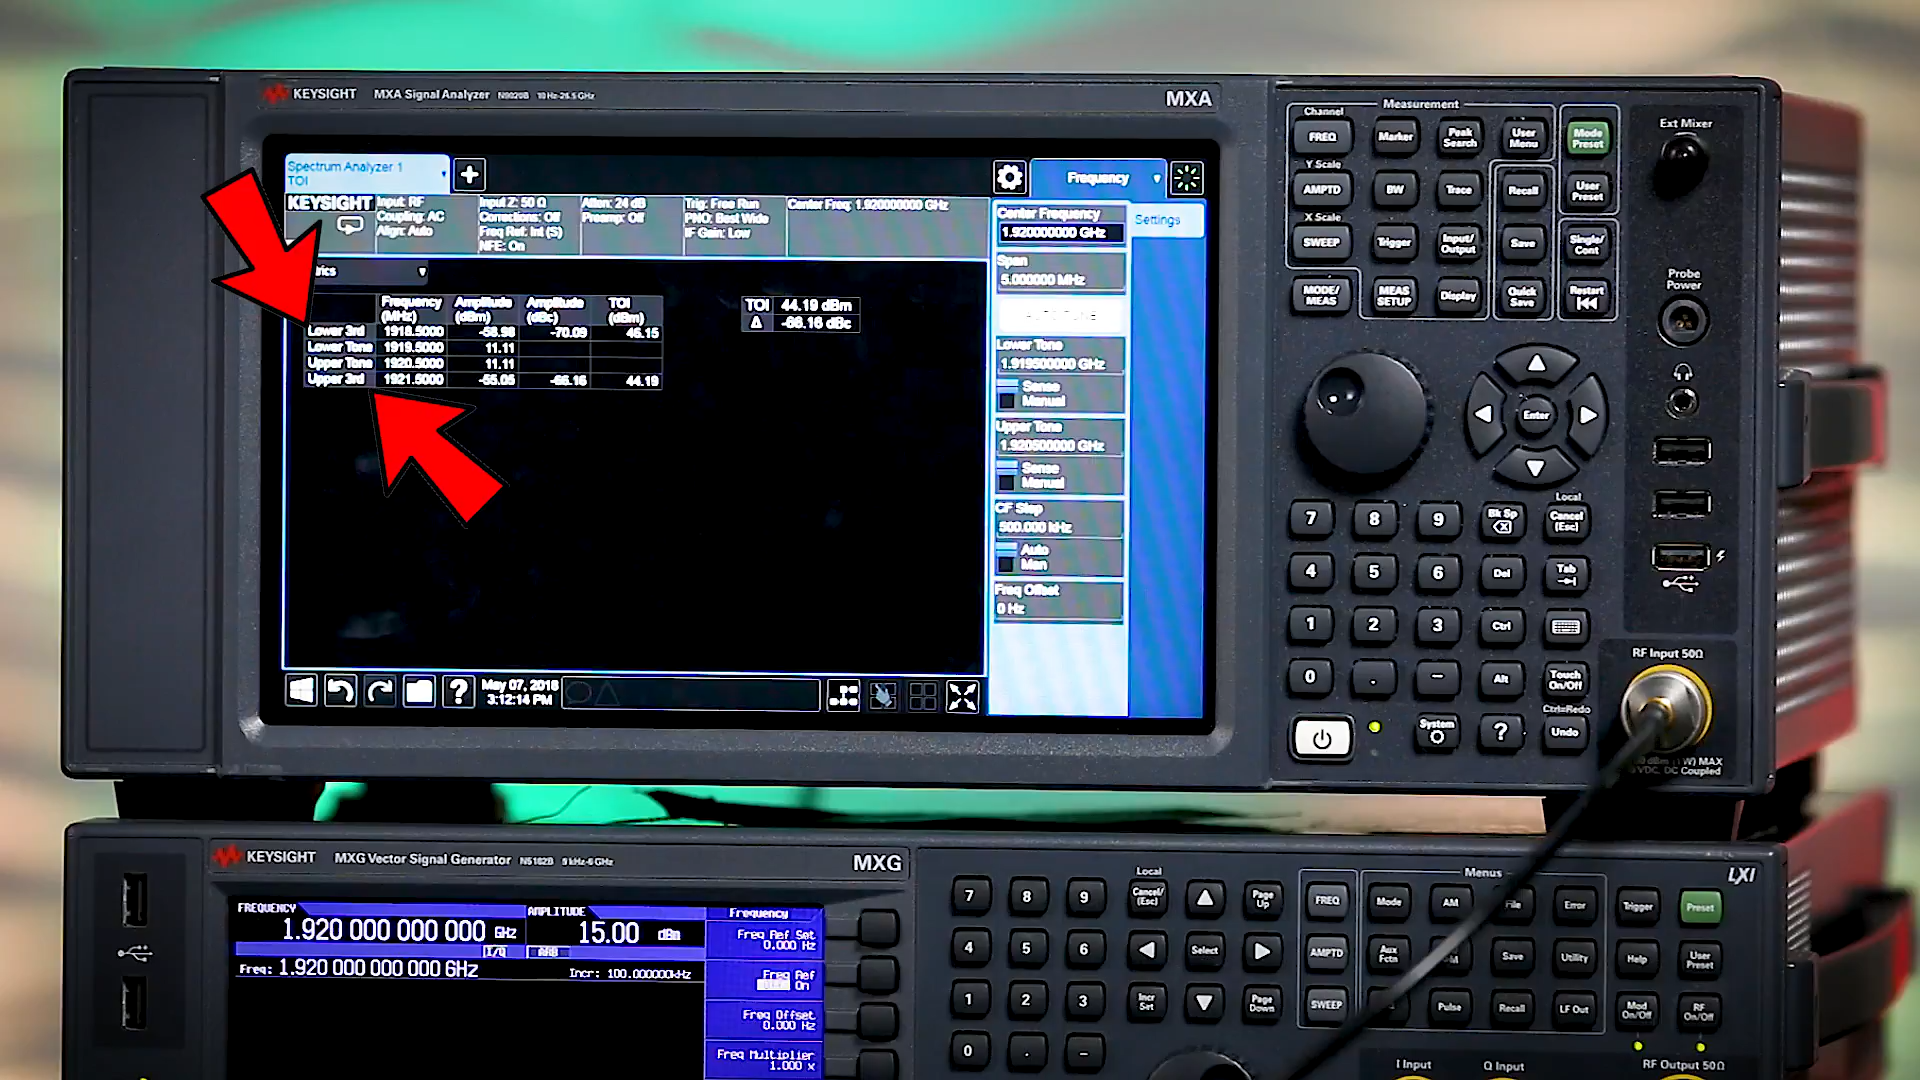 KEYSIGHT MXA Signal Analyzer N9020B 10 Hz-26.5 GHz
MXA
Spectrum Analyzer 1
TOI
+
Frequency
KEYSIGHT
Input: RF
Coupling: AC
Align: Auto
Input Z: 50 Ω
Corrections: Off
Freq Ref: Int (S)
NFE: On
Atten: 24 dB
Preamp: Off
Trig: Free Run
PNO: Best Wide
IF Gain: Low
Center Freq: 1.920000000 GHz
rics
Frequency (MHz) Amplitude (dBm) Amplitude (dBc) TOI (dBm)
Lower 3rd 1918.5000 -58.98 -70.09 46.15
Lower Tone 1919.5000 11.11
Upper Tone 1920.5000 11.11
Upper 3rd 1921.5000 -55.05 -66.16 44.19
TOI 44.19 dBm
Δ -66.16 dBc
Center Frequency
1.920000000 GHz
Settings
Span
5.000000 MHz
AUTO TUNE
Lower Tone
1.919500000 GHz
Sense
Manual
Upper Tone
1.920500000 GHz
Sense
Manual
CF Step
500.000 kHz
Auto
Man
Freq Offset
0 Hz
?
May 07, 2018
3:12:14 PM
Channel
Measurement
FREQ
Marker
Peak Search
User Menu
Mode Preset
Y Scale
AMPTD
BW
Trace
Recall
User Preset
X Scale
SWEEP
Trigger
Input/ Output
Save
Single/ Cont
MODE/ MEAS
MEAS SETUP
Display
Quick Save
Restart
Enter
Local
7 8 9 Bk Sp Cancel (Esc)
4 5 6 Del Tab
1 2 3 Ctrl
0 . − Alt Touch On/Off
Ctrl=Redo
System
?
Undo
Ext Mixer
Probe Power
RF Input 50Ω
dBm (1W) MAX
VDC, DC Coupled
KEYSIGHT MXG Vector Signal Generator N5182B 9 kHz-6 GHz
MXG
LXI
FREQUENCY
1.920 000 000 000 GHz
AMPLITUDE
15.00 dBm
I/Q
ARB
Freq: 1.920 000 000 000 GHz
Incr: 100.000000kHz
Frequency
Freq Ref Set
0.000 Hz
Freq Ref
On
Freq Offset
0.000 Hz
Freq Multiplier
1.000 x
Local
Menus
7 8 9 Cancel/ (Esc) Page Up FREQ Mode AM File Error Trigger Preset
4 5 6 Select AMPTD Aux Fctn Save Utility Help User Preset
1 2 3 Incr Set Page Down SWEEP Pulse Recall LF Out Mod On/Off RF On/Off
0 . −
I Input
Q Input
RF Output 50Ω